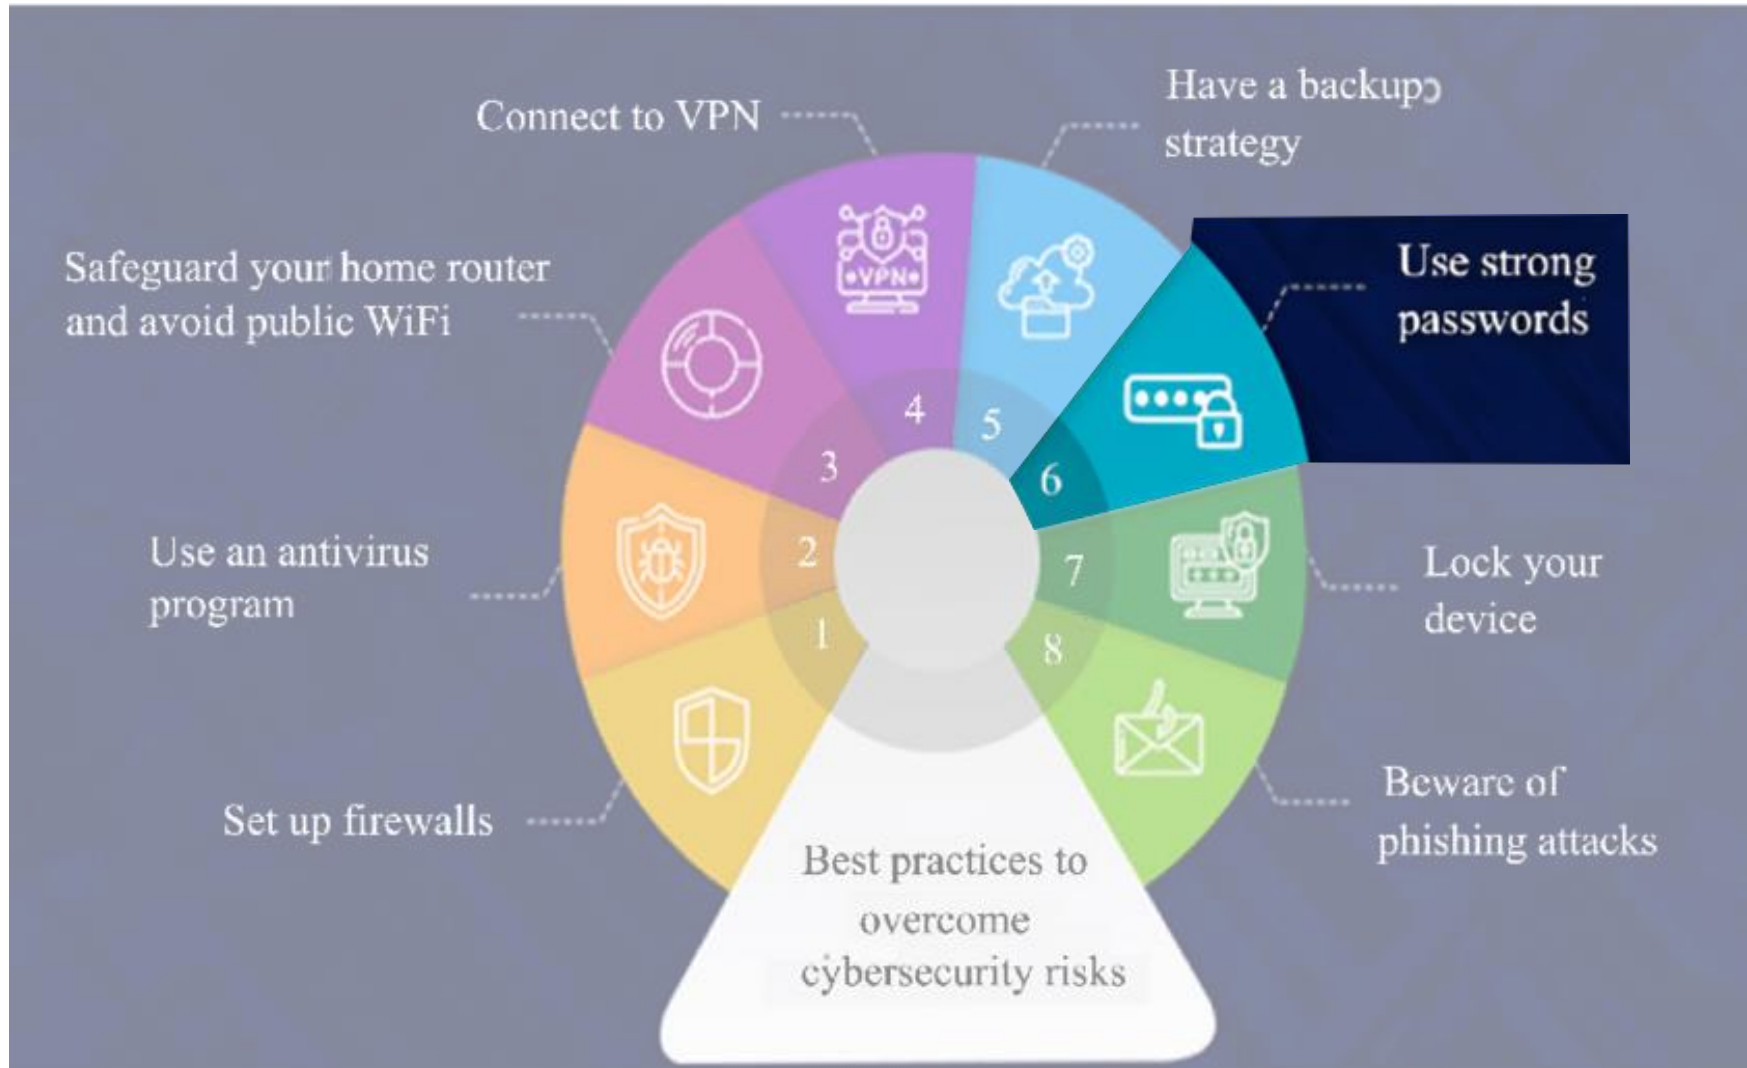 Connect to VPN
Have a backup
strategy
Safeguard your home router
and avoid public WiFi
Use strong
passwords
Use an antivirus
program
Lock your
device
Set up firewalls
Beware of
phishing attacks
VPN
1
2
3
4
5
6
7
8
Best practices to
overcome
cybersecurity risks